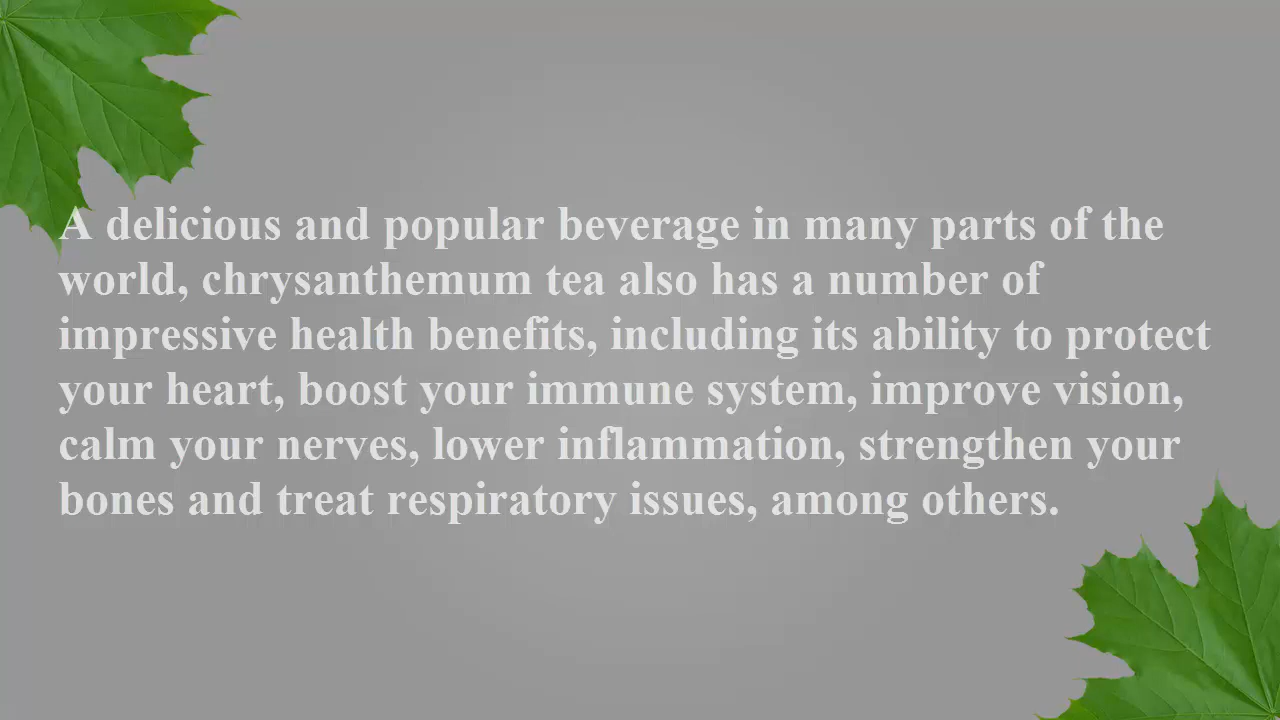 A delicious and popular beverage in many parts of the
world, chrysanthemum tea also has a number of
impressive health benefits, including its ability to protect
your heart, boost your immune system, improve vision,
calm your nerves, lower inflammation, strengthen your
bones and treat respiratory issues, among others.